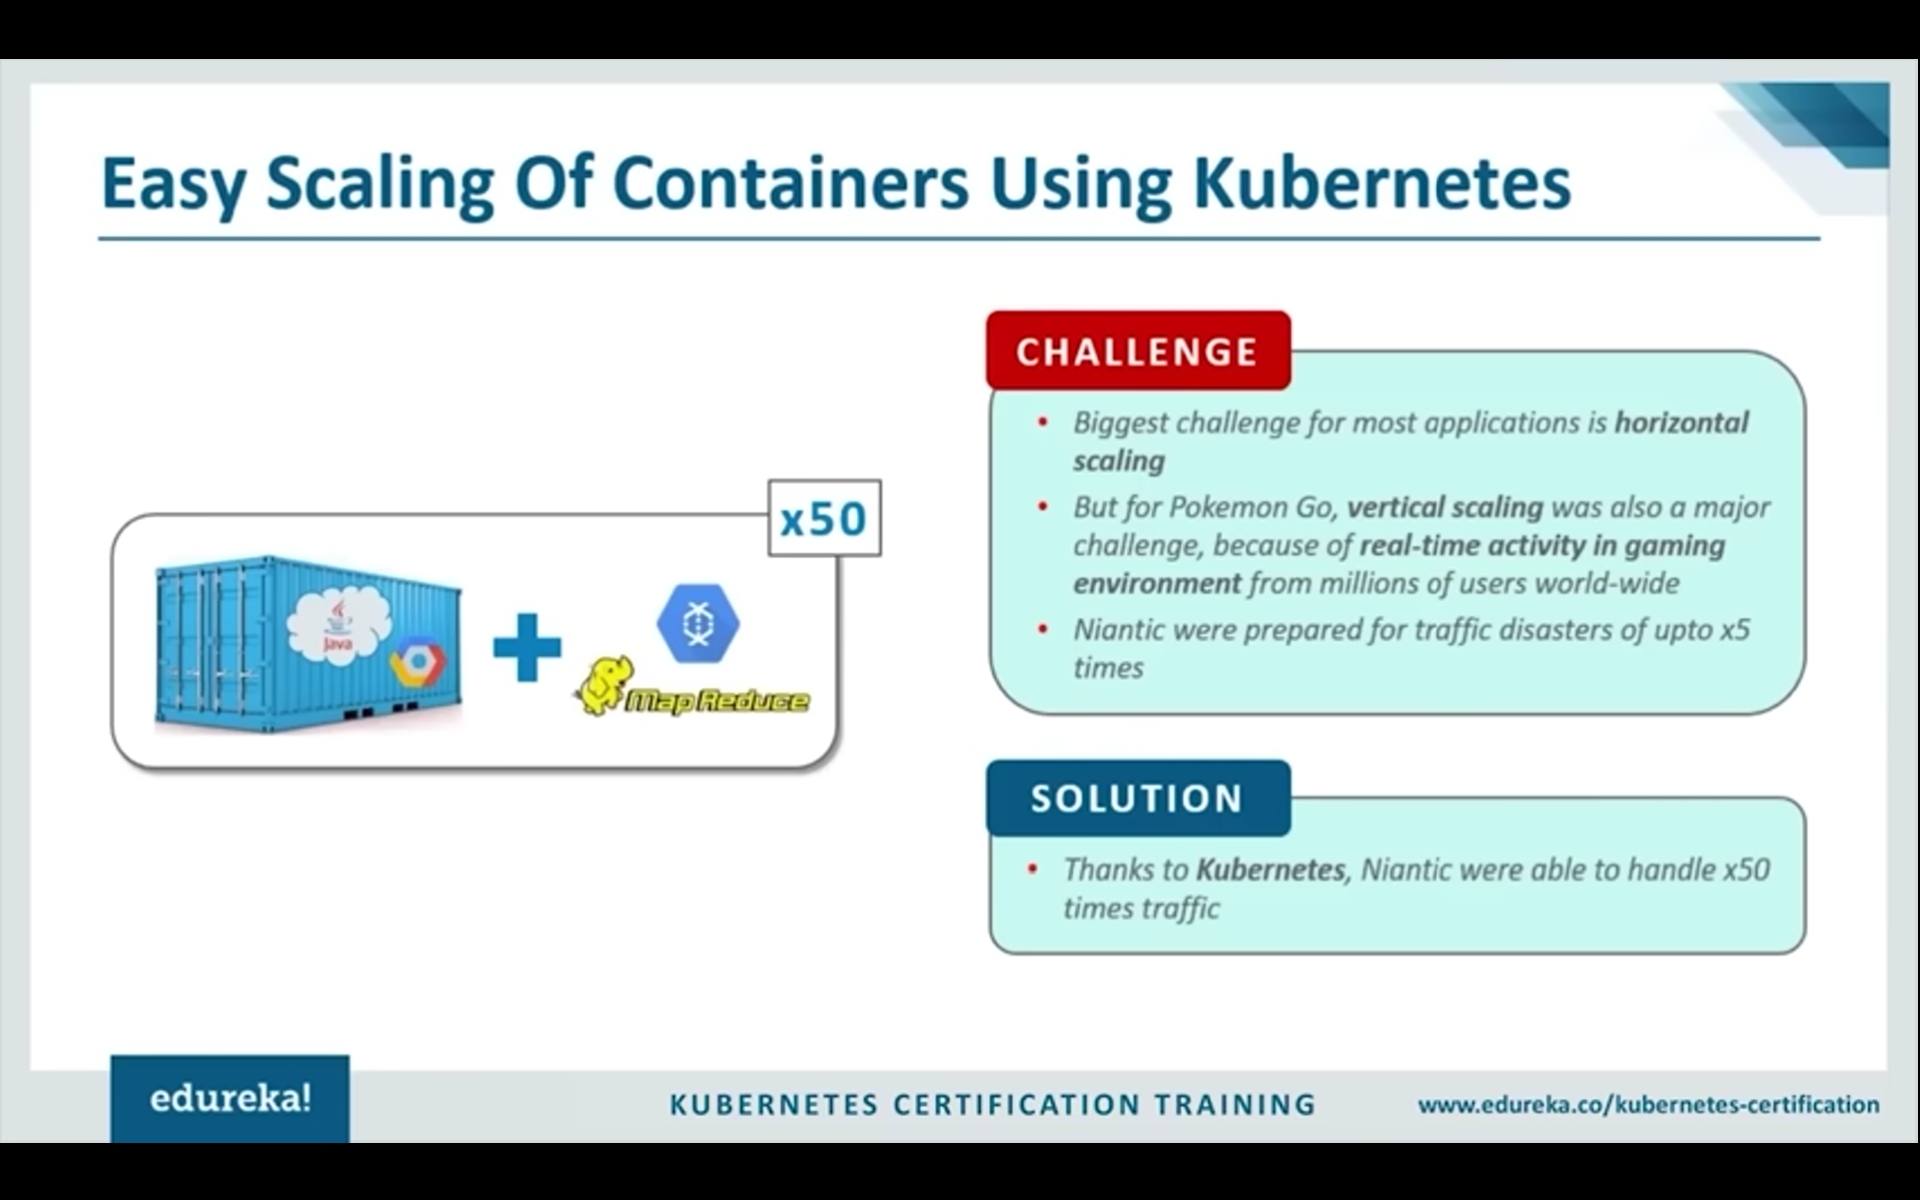 Easy Scaling Of Containers Using Kubernetes
CHALLENGE
• Biggest challenge for most applications is horizontal
scaling
• But for Pokemon Go, vertical scaling was also a major
challenge, because of real-time activity in gaming
environment from millions of users world-wide
• Niantic were prepared for traffic disasters of upto x5
times
x50
Java
Map Reduce
SOLUTION
• Thanks to Kubernetes, Niantic were able to handle x50
times traffic
edureka!
KUBERNETES CERTIFICATION TRAINING
www.edureka.co/kubernetes-certification